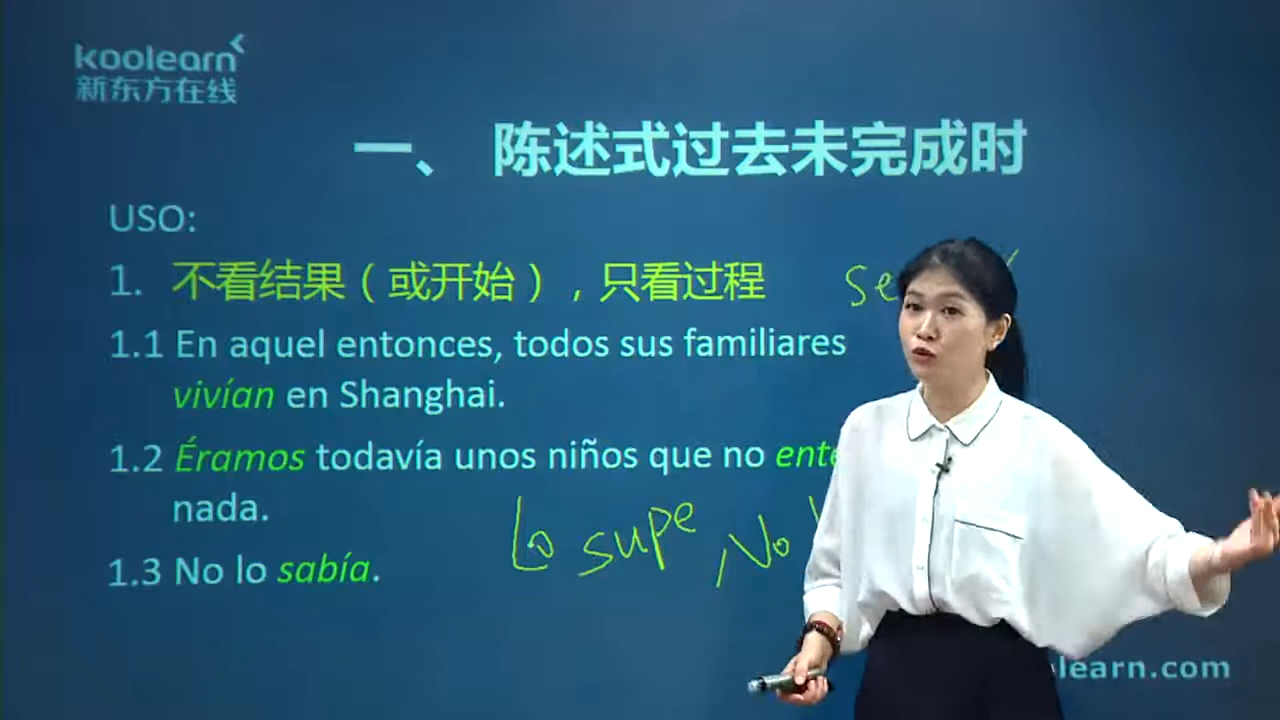 koolearn
新东方在线
一、 陈述式过去未完成时
USO:
1. 不看结果（或开始），只看过程
se
1.1 En aquel entonces, todos sus familiares
vivían en Shanghai.
1.2 Éramos todavía unos niños que no
nada.
Lo supe, No
1.3 No lo sabía.
learn.com